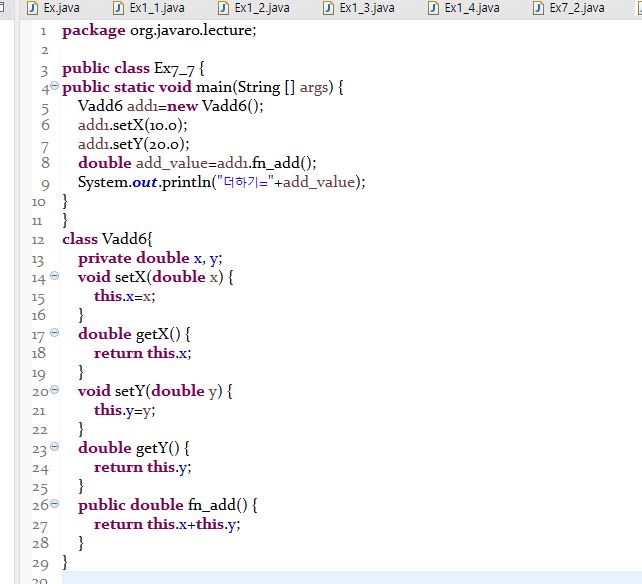 Ex.java Ex1_1.java Ex1_2.java Ex1_3.java Ex1_4.java Ex7_2.java
1 package org.javaro.lecture;
2
3 public class Ex7_7 {
4 public static void main(String [] args) {
5 Vadd6 add1=new Vadd6();
6 add1.setX(10.0);
7 add1.setY(20.0);
8 double add_value=add1.fn_add();
9 System.out.println("더하기="+add_value);
10 }
11 }
12 class Vadd6{
13 private double x, y;
14 void setX(double x) {
15 this.x=x;
16 }
17 double getX() {
18 return this.x;
19 }
20 void setY(double y) {
21 this.y=y;
22 }
23 double getY() {
24 return this.y;
25 }
26 public double fn_add() {
27 return this.x+this.y;
28 }
29 }
30